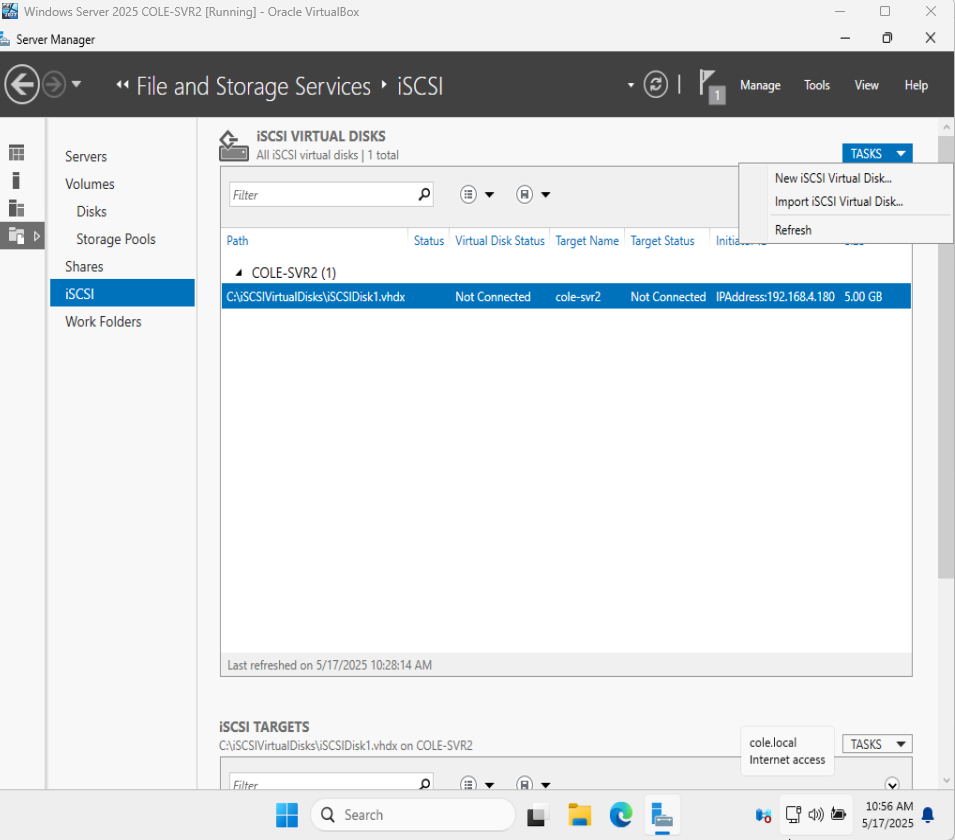 Windows Server 2025 COLE-SVR2 [Running] - Oracle VirtualBox
Server Manager
File and Storage Services iSCSI
1
Manage Tools View Help
Servers
Volumes
Disks
Storage Pools
Shares
iSCSI
Work Folders
iSCSI VIRTUAL DISKS
All iSCSI virtual disks | 1 total
TASKS
New iSCSI Virtual Disk...
Import iSCSI Virtual Disk...
Refresh
Filter
Path Status Virtual Disk Status Target Name Target Status
COLE-SVR2 (1)
C:\iSCSIVirtualDisks\iSCSIDisk1.vhdx Not Connected cole-svr2 Not Connected IPAddress:192.168.4.180 5.00 GB
Last refreshed on 5/17/2025 10:28:14 AM
iSCSI TARGETS
C:\iSCSIVirtualDisks\iSCSIDisk1.vhdx on COLE-SVR2
TASKS
cole.local
Internet access
Filter
Search
10:56 AM
5/17/2025